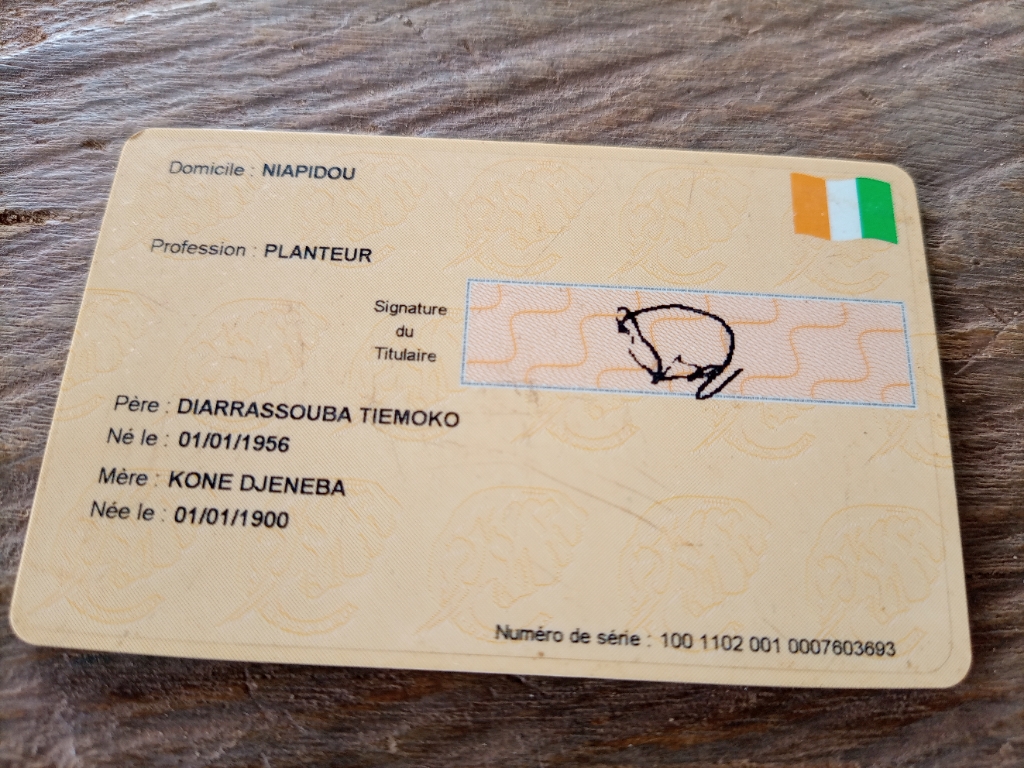 Domicile : NIAPIDOU
Profession : PLANTEUR
Signature
du
Titulaire
Père : DIARRASSOUBA TIEMOKO
Né le : 01/01/1956
Mère : KONE DJENEBA
Née le : 01/01/1900
Numéro de série : 100 1102 001 0007603693